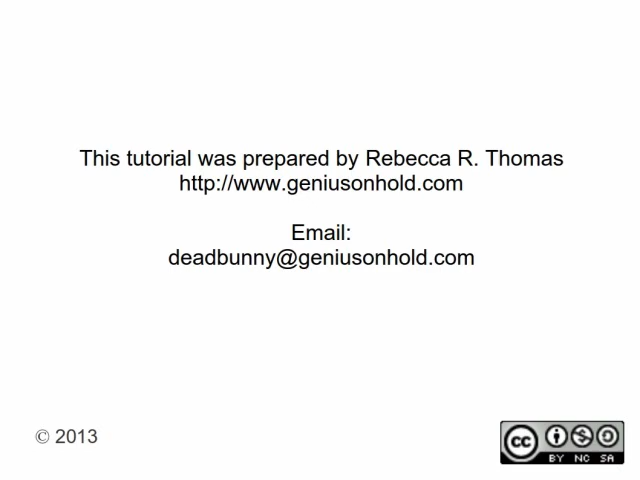 This tutorial was prepared by Rebecca R. Thomas
http://www.geniusonhold.com
Email:
deadbunny@geniusonhold.com
© 2013
cc
BY NC SA